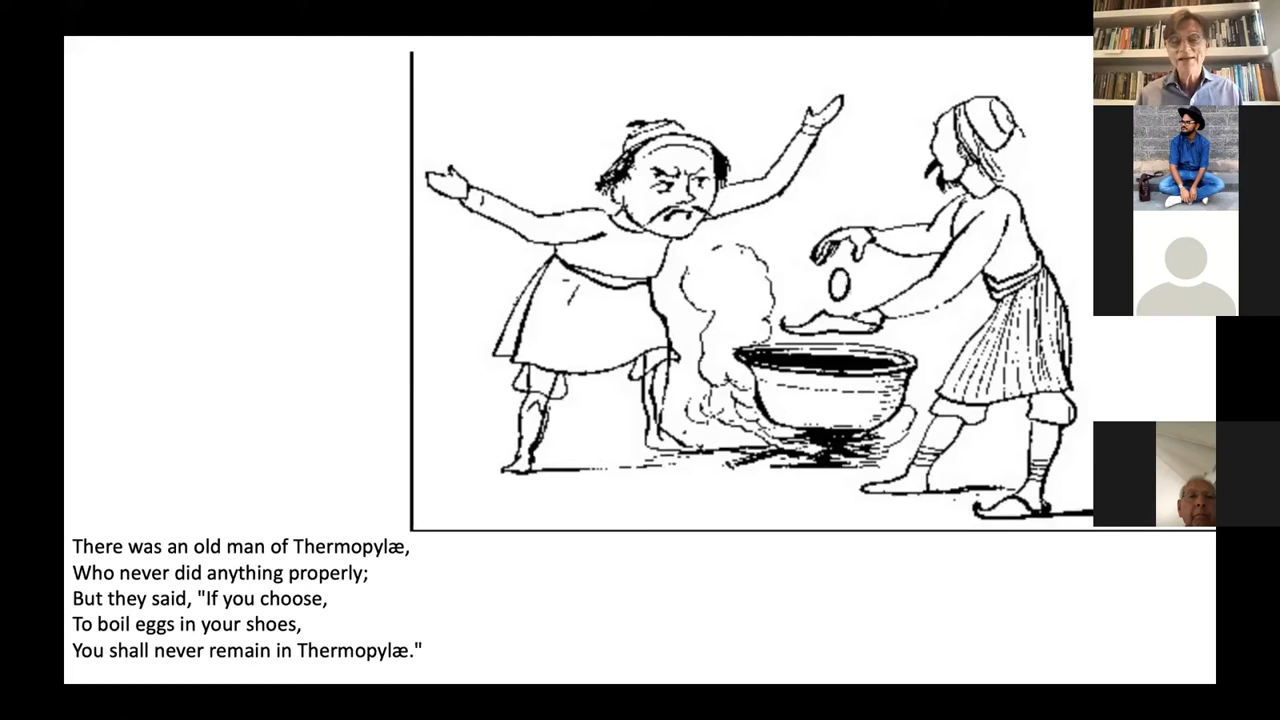 There was an old man of Thermopylæ,
Who never did anything properly;
But they said, "If you choose,
To boil eggs in your shoes,
You shall never remain in Thermopylæ."